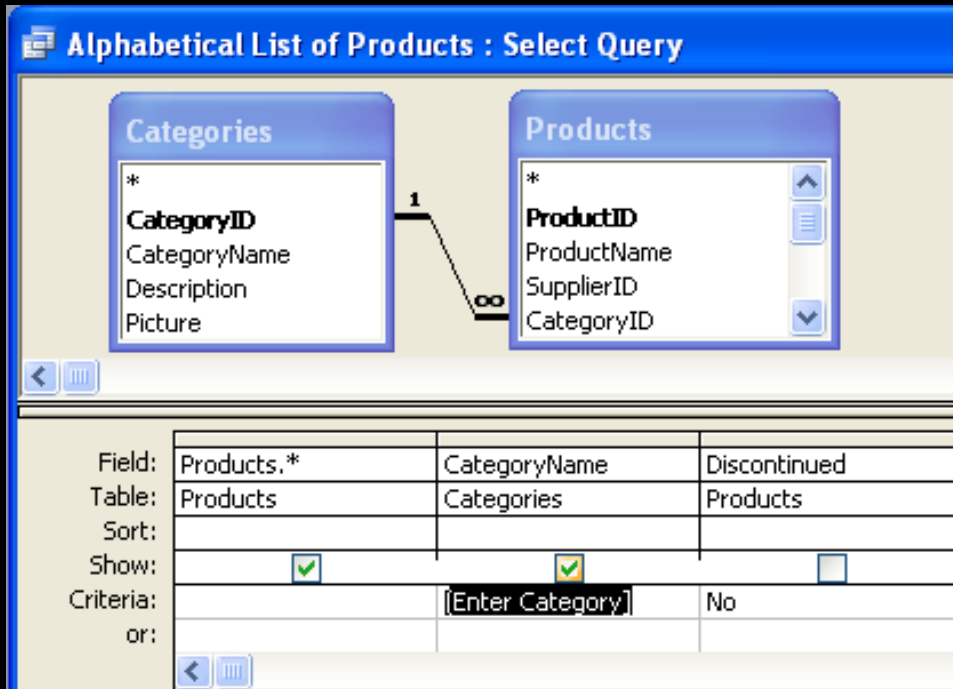 Alphabetical List of Products : Select Query
Categories
*
CategoryID
CategoryName
Description
Picture
1
∞
Products
*
ProductID
ProductName
SupplierID
CategoryID
Field: Products.* CategoryName Discontinued
Table: Products Categories Products
Sort:
Show:
Criteria: [Enter Category] No
or: